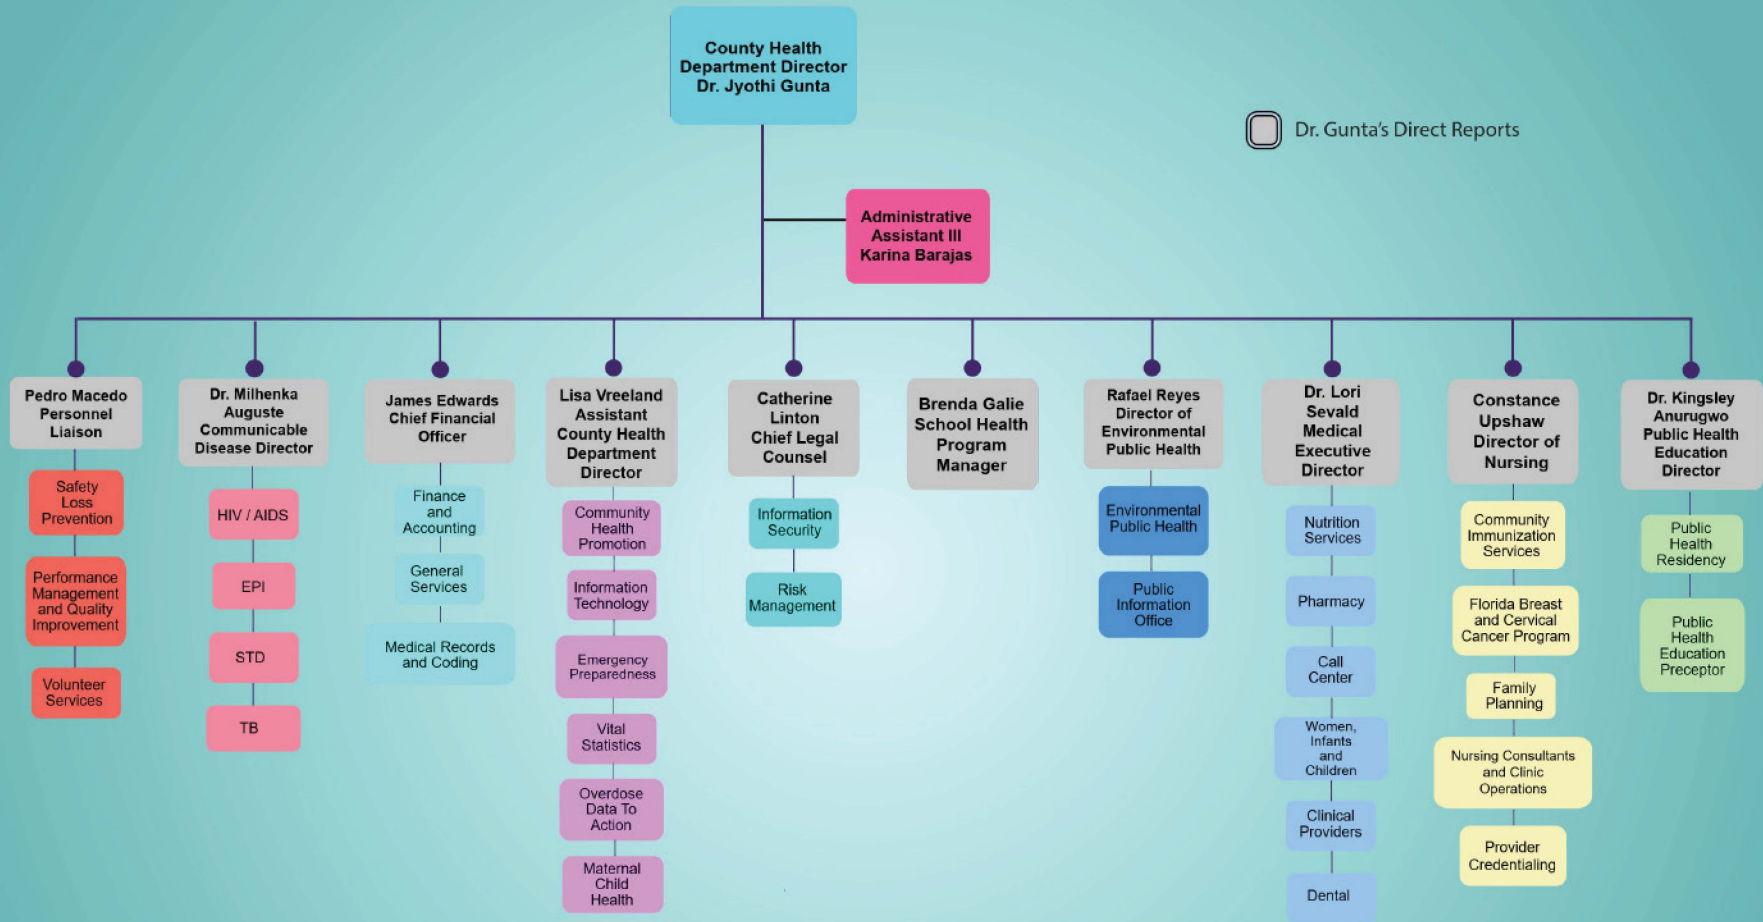 County Health
Department Director
Dr. Jyothi Gunta
Dr. Gunta's Direct Reports
Administrative
Assistant III
Karina Barajas
Pedro Macedo
Personnel
Liaison
Safety
Loss
Prevention
Performance
Management
and Quality
Improvement
Volunteer
Services
Dr. Milhenka
Auguste
Communicable
Disease Director
HIV / AIDS
EPI
STD
TB
James Edwards
Chief Financial
Officer
Finance
and
Accounting
General
Services
Medical Records
and Coding
Lisa Vreeland
Assistant
County Health
Department
Director
Community
Health
Promotion
Information
Technology
Emergency
Preparedness
Vital
Statistics
Overdose
Data To
Action
Maternal
Child
Health
Catherine
Linton
Chief Legal
Counsel
Information
Security
Risk
Management
Brenda Galie
School Health
Program
Manager
Rafael Reyes
Director of
Environmental
Public Health
Environmental
Public Health
Public
Information
Office
Dr. Lori
Sevald
Medical
Executive
Director
Nutrition
Services
Pharmacy
Call
Center
Women,
Infants
and
Children
Clinical
Providers
Dental
Constance
Upshaw
Director of
Nursing
Community
Immunization
Services
Florida Breast
and Cervical
Cancer Program
Family
Planning
Nursing Consultants
and Clinic
Operations
Provider
Credentialing
Dr. Kingsley
Anurugwo
Public Health
Education
Director
Public
Health
Residency
Public
Health
Education
Preceptor